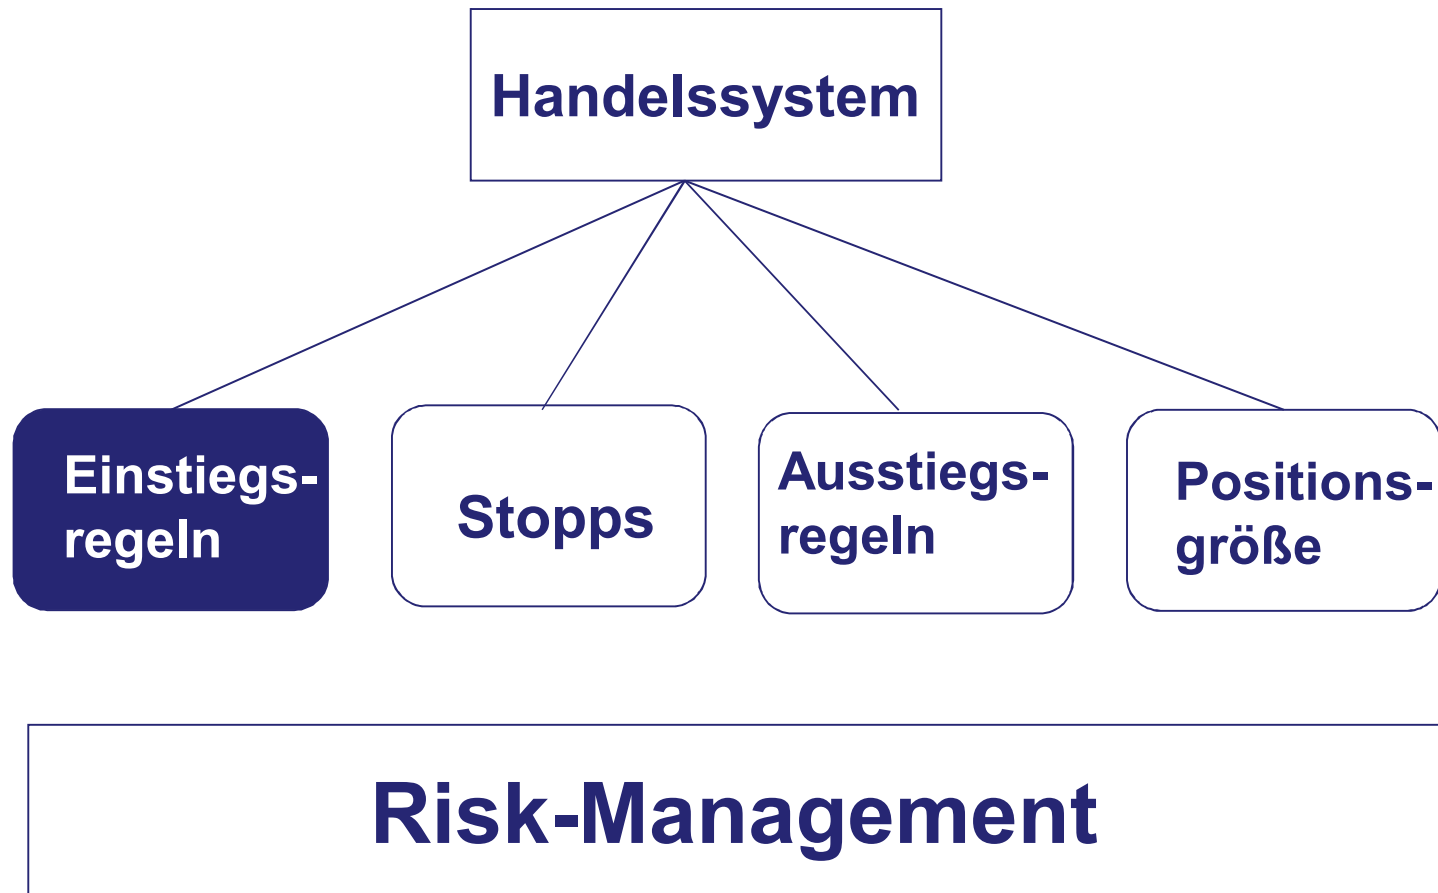 Handelssystem
Einstiegs-
regeln
Stopps
Ausstiegs-
regeln
Positions-
größe
Risk-Management